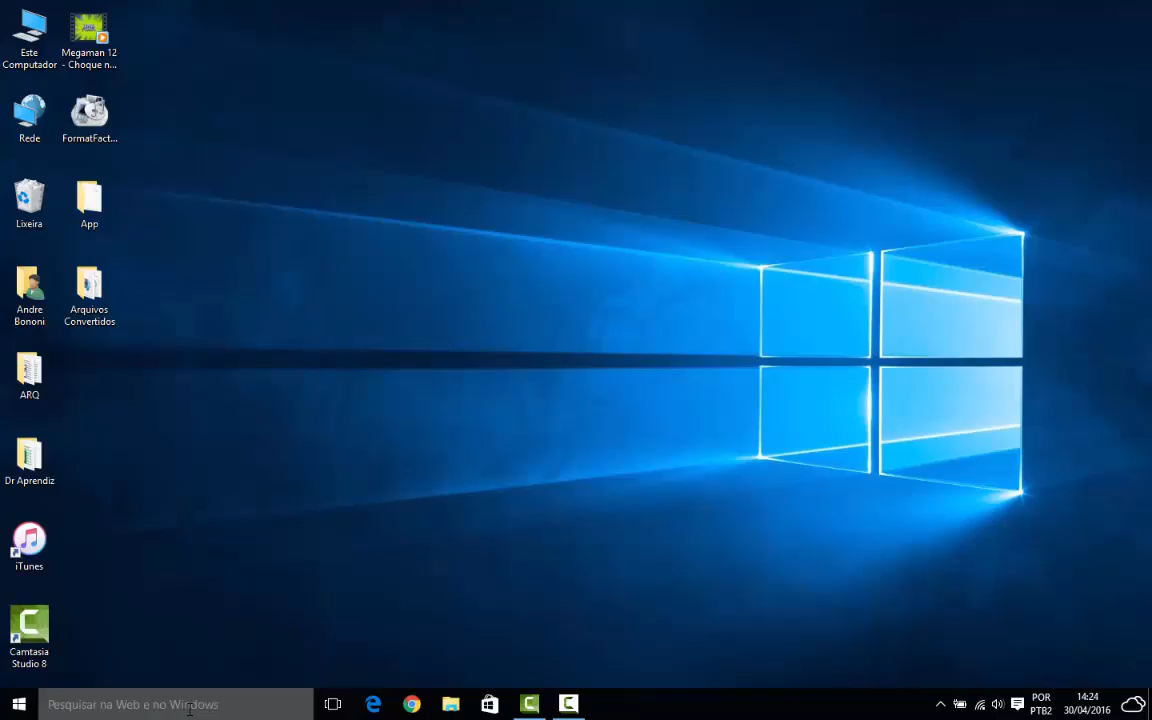 Este
Computador
Megaman 12
- Choque n...
Rede
FormatFact...
Lixeira
App
Andre
Bononi
Arquivos
Convertidos
ARQ
Dr Aprendiz
iTunes
Camtasia
Studio 8
Pesquisar na Web e no Windows
POR
PTB2
14:24
30/04/2016